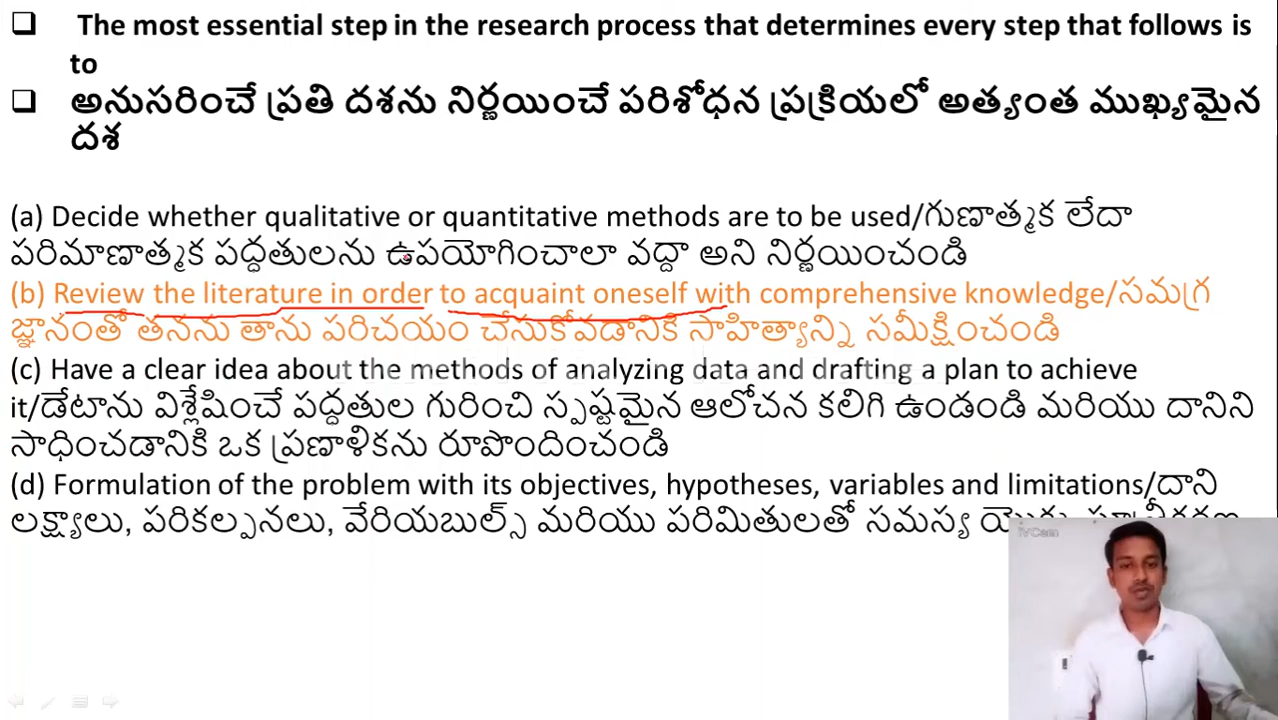 ❑ The most essential step in the research process that determines every step that follows is
to
❑ అనుసరించే ప్రతి దశను నిర్ణయించే పరిశోధన ప్రక్రియలో అత్యంత ముఖ్యమైన
దశ
(a) Decide whether qualitative or quantitative methods are to be used/గుణాత్మక లేదా
పరిమాణాత్మక పద్ధతులను ఉపయోగించాలా వద్దా అని నిర్ణయించండి
(b) Review the literature in order to acquaint oneself with comprehensive knowledge/సమగ్ర
జ్ఞానంతో తనను తాను పరిచయం చేసుకోవడానికి సాహిత్యాన్ని సమీక్షించండి
(c) Have a clear idea about the methods of analyzing data and drafting a plan to achieve
it/డేటాను విశ్లేషించే పద్దతుల గురించి స్పష్టమైన ఆలోచన కలిగి ఉండండి మరియు దానిని
సాధించడానికి ఒక ప్రణాళికను రూపొందించండి
(d) Formulation of the problem with its objectives, hypotheses, variables and limitations/దాని
లక్ష్యాలు, పరికల్పనలు, వేరియబుల్స్ మరియు పరిమితులతో సమస్య
iVCam